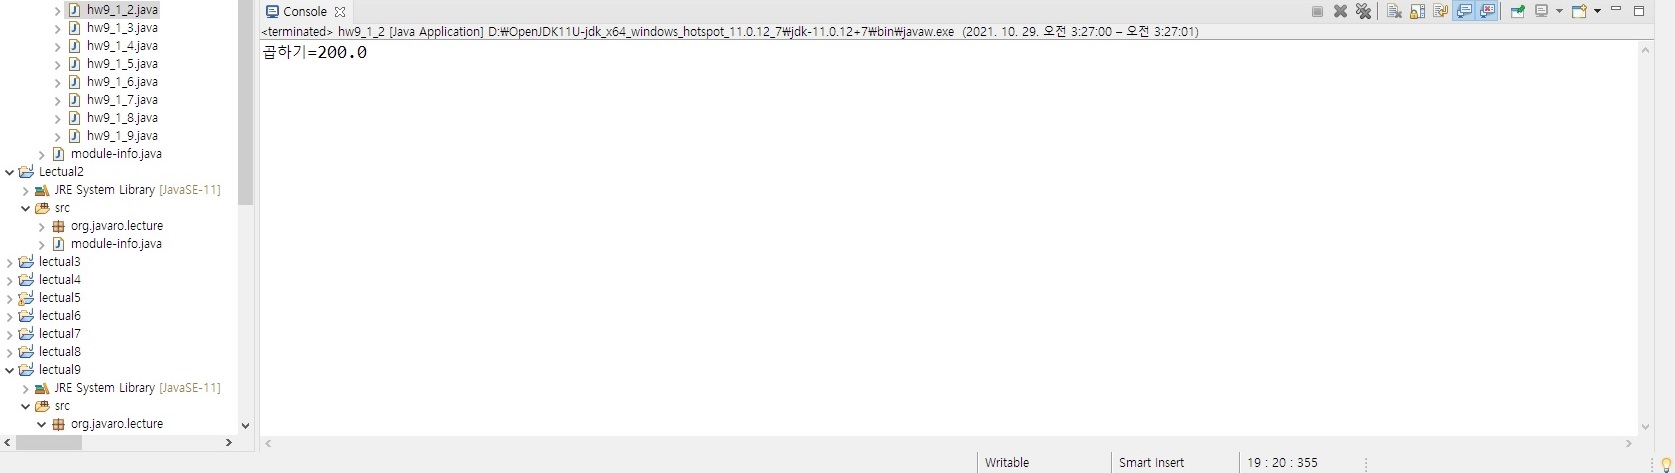 hw9_1_2.java
hw9_1_3.java
hw9_1_4.java
hw9_1_5.java
hw9_1_6.java
hw9_1_7.java
hw9_1_8.java
hw9_1_9.java
module-info.java
Lectual2
JRE System Library [JavaSE-11]
src
org.javaro.lecture
module-info.java
lectual3
lectual4
lectual5
lectual6
lectual7
lectual8
lectual9
JRE System Library [JavaSE-11]
src
org.javaro.lecture
Console
<terminated> hw9_1_2 [Java Application] D:₩OpenJDK11U-jdk_x64_windows_hotspot_11.0.12_7₩jdk-11.0.12+7₩bin₩javaw.exe (2021. 10. 29. 오전 3:27:00 – 오전 3:27:01)
곱하기=200.0
Writable
Smart Insert
19 : 20 : 355